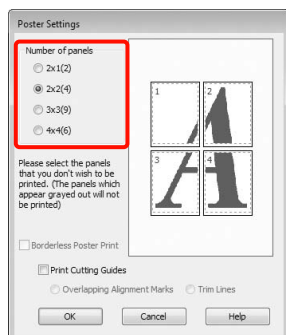 Poster Settings
Number of panels
2x1(2)
2x2(4)
3x3(9)
4x4(6)
1
2
3
4
Please select the panels
that you don't wish to be
printed. (The panels which
appear grayed out will not
be printed)
Borderless Poster Print
Print Cutting Guides
Overlapping Alignment Marks
Trim Lines
OK
Cancel
Help